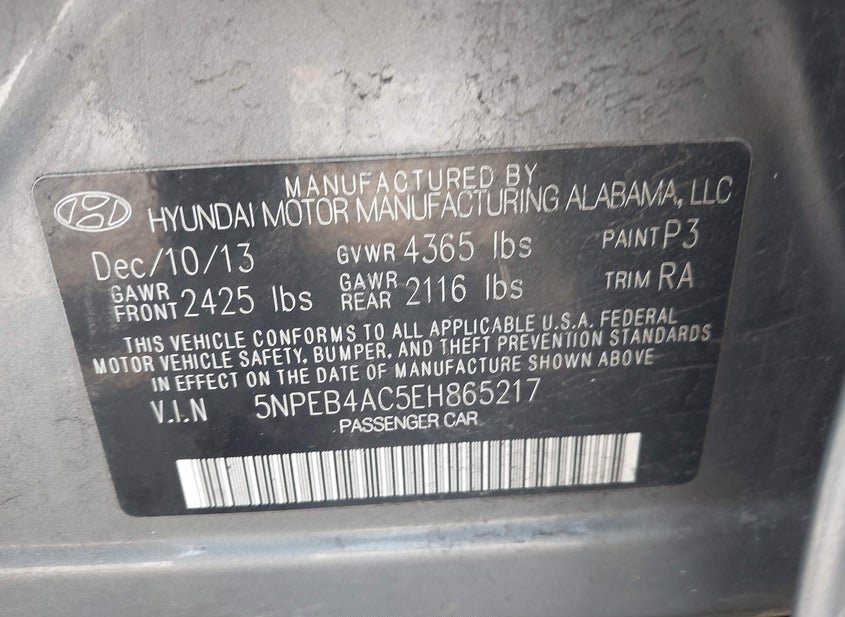 MANUFACTURED BY
HYUNDAI MOTOR MANUFACTURING ALABAMA, LLC
Dec/10/13 GVWR 4365 lbs PAINT P3
GAWR FRONT 2425 lbs GAWR REAR 2116 lbs TRIM RA
THIS VEHICLE CONFORMS TO ALL APPLICABLE U.S.A. FEDERAL
MOTOR VEHICLE SAFETY, BUMPER, AND THEFT PREVENTION STANDARDS
IN EFFECT ON THE DATE OF MANUFACTURE SHOWN ABOVE
V.I.N 5NPEB4AC5EH865217
PASSENGER CAR